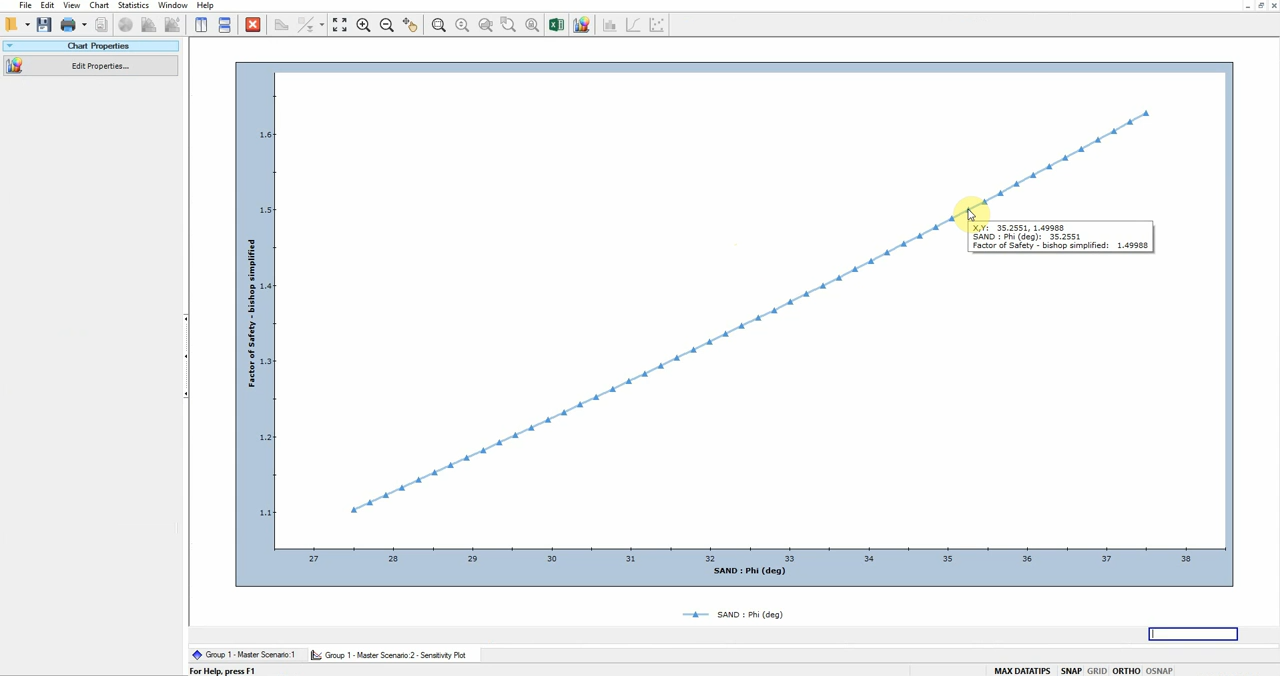 File Edit View Chart Statistics Window Help
Chart Properties
Edit Properties...
Factor of Safety - bishop simplified
1.6
1.5
1.4
1.3
1.2
1.1
X,Y: 35.2551, 1.49988
SAND : Phi (deg): 35.2551
Factor of Safety - bishop simplified: 1.49988
27 28 29 30 31 32 33 34 35 36 37 38
SAND : Phi (deg)
SAND : Phi (deg)
Group 1 - Master Scenario:1 Group 1 - Master Scenario:2 - Sensitivity Plot
For Help, press F1 MAX DATATIPS SNAP GRID ORTHO OSNAP